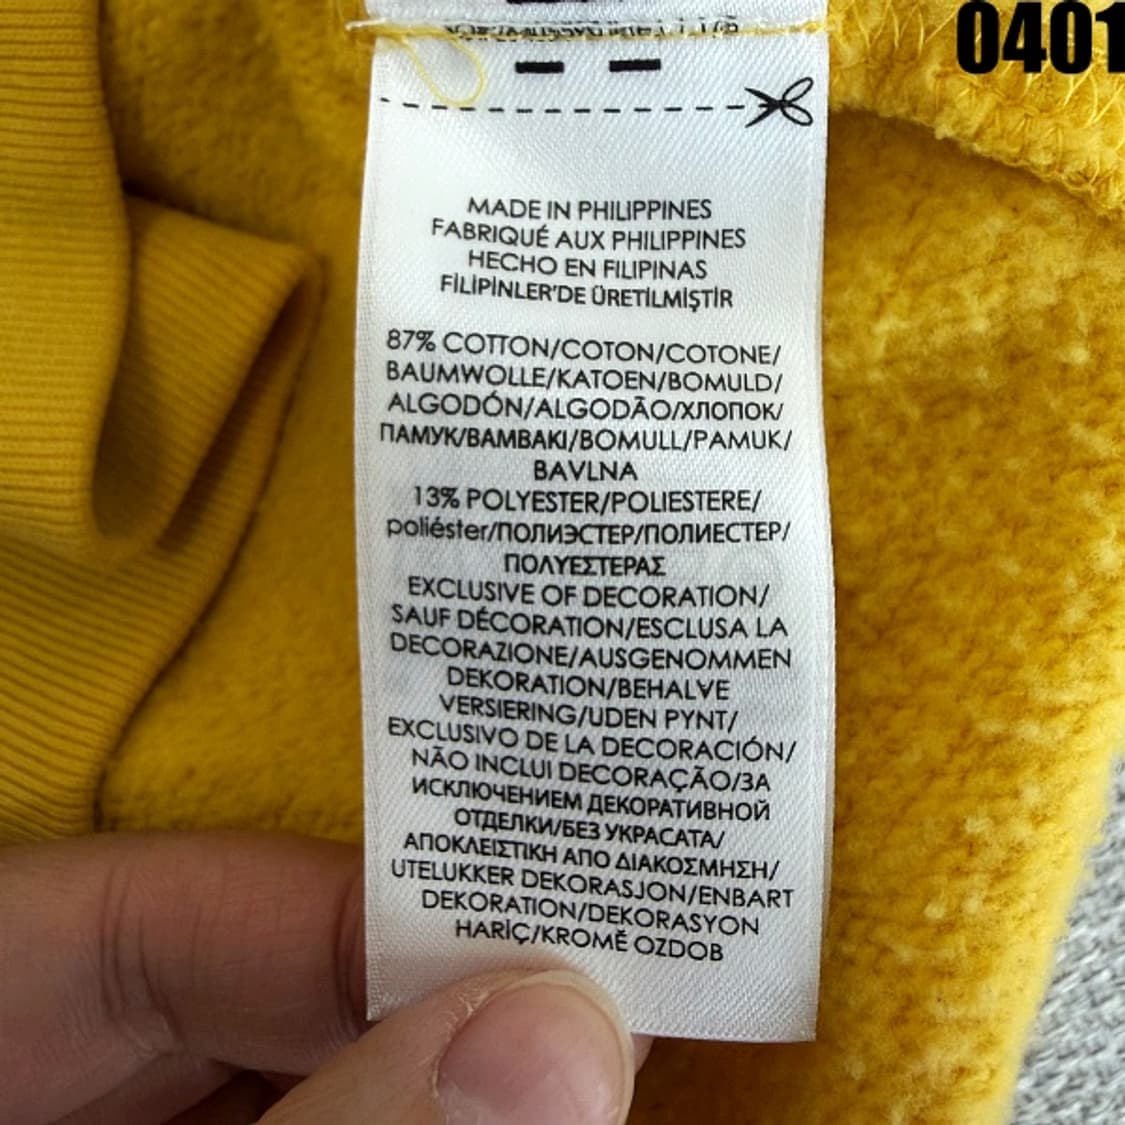 0401
MADE IN PHILIPPINES
FABRIQUÉ AUX PHILIPPINES
HECHO EN FILIPINAS
FİLİPİNLER'DE ÜRETİLMİŞTİR
87% COTTON/COTON/COTONE/
BAUMWOLLE/KATOEN/BOMULD/
ALGODÓN/ALGODÃO/ХЛОПОК/
ПАМУК/ΒΑΜΒΑΚΙ/BOMULL/PAMUK/
BAVLNA
13% POLYESTER/POLIESTERE/
poliéster/ПОЛИЭСТЕР/ПОЛИЕСТЕР/
ΠΟΛΥΕΣΤΕΡΑΣ
EXCLUSIVE OF DECORATION/
SAUF DÉCORATION/ESCLUSA LA
DECORAZIONE/AUSGENOMMEN
DEKORATION/BEHALVE
VERSIERING/UDEN PYNT/
EXCLUSIVO DE LA DECORACIÓN/
NÃO INCLUI DECORAÇÃO/ЗА
ИСКЛЮЧЕНИЕМ ДЕКОРАТИВНОЙ
ОТДЕЛКИ/БЕЗ УКРАСАТА/
ΑΠΟΚΛΕΙΣΤΙΚΗ ΑΠΟ ΔΙΑΚΟΣΜΗΣΗ/
UTELUKKER DEKORASJON/ENBART
DEKORATION/DEKORASYON
HARİÇ/KROMĚ OZDOB